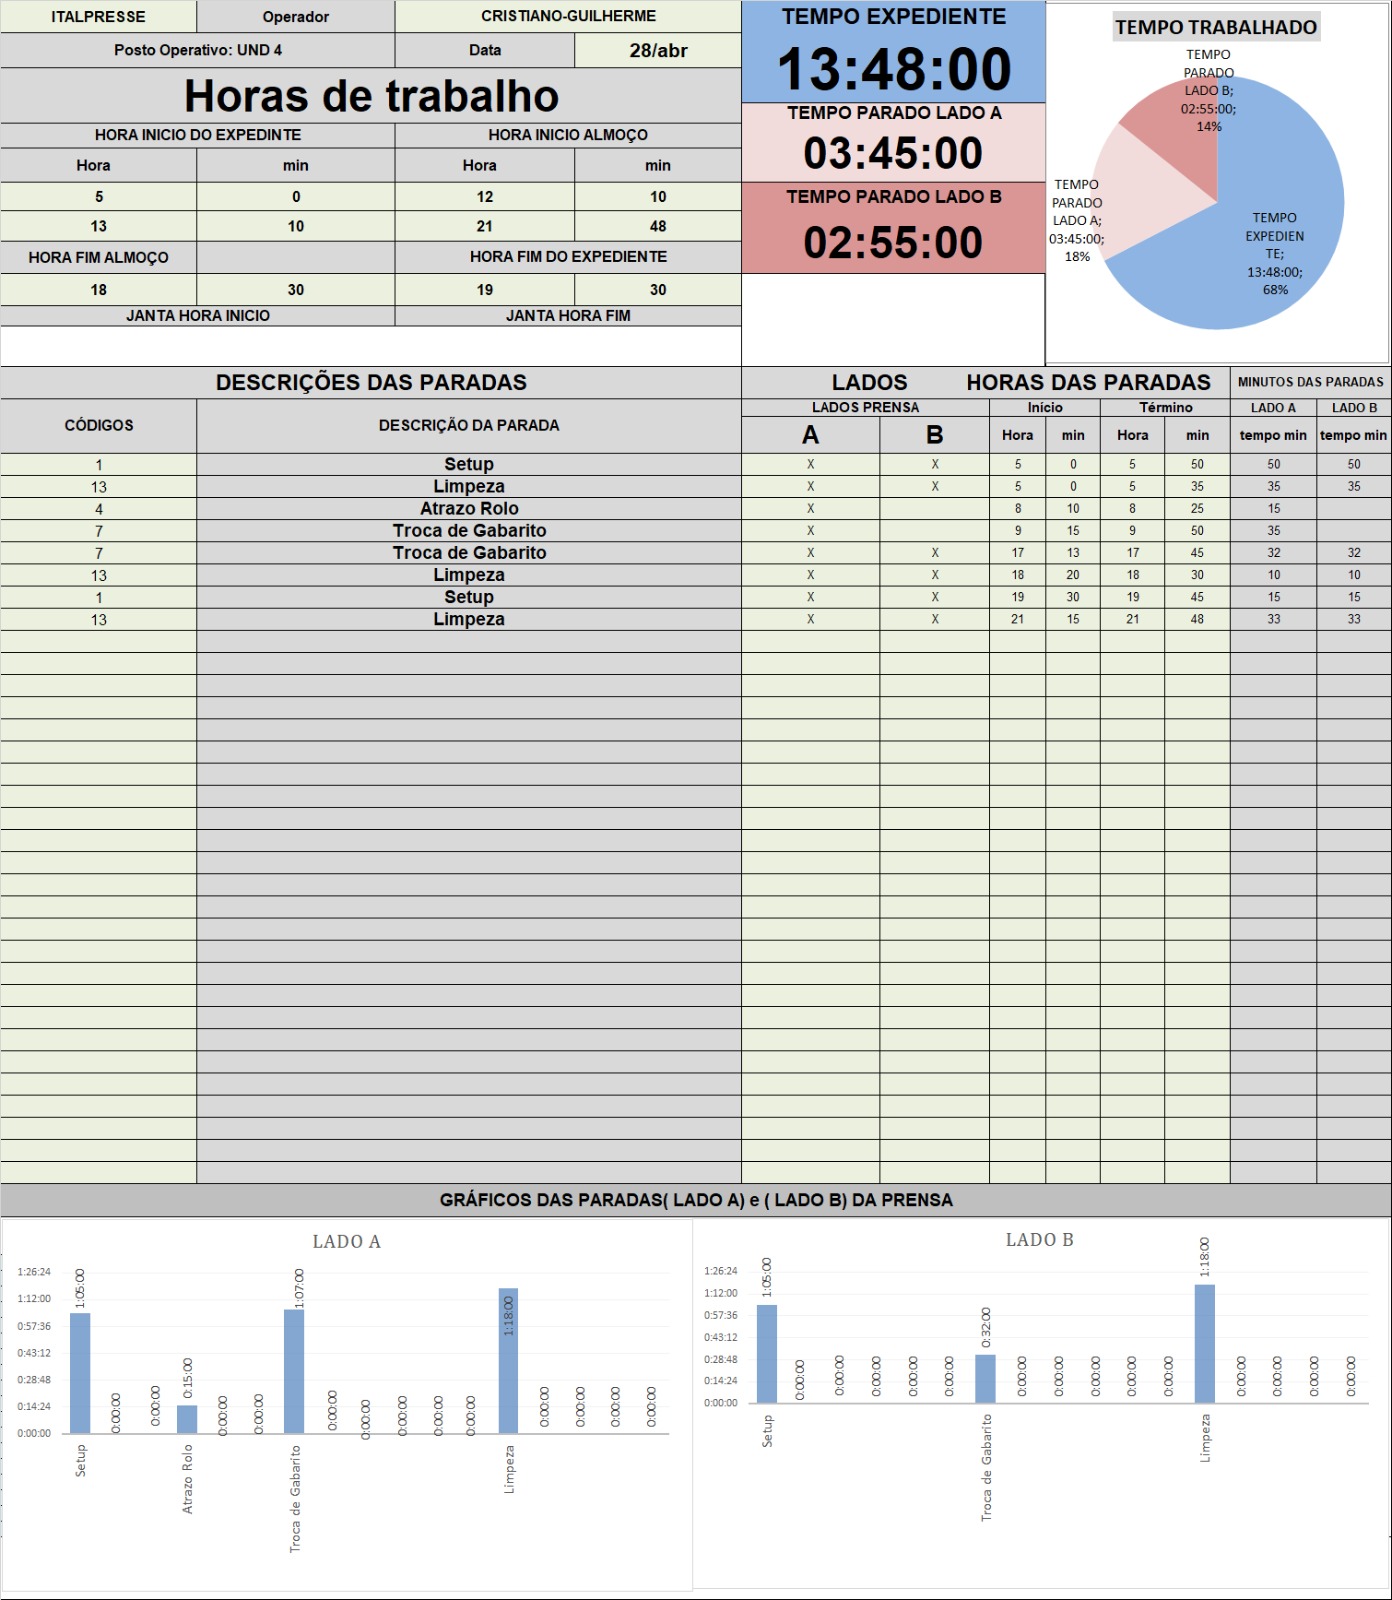 ITALPRESSE Operador CRISTIANO-GUILHERME
Posto Operativo: UND 4 Data 28/abr
Horas de trabalho
HORA INICIO DO EXPEDINTE HORA INICIO ALMOÇO
Hora min Hora min
5 0 12 10
13 10 21 48
HORA FIM ALMOÇO HORA FIM DO EXPEDIENTE
18 30 19 30
JANTA HORA INICIO JANTA HORA FIM
TEMPO EXPEDIENTE
13:48:00
TEMPO PARADO LADO A
03:45:00
TEMPO PARADO LADO B
02:55:00
TEMPO TRABALHADO
TEMPO
PARADO
LADO B;
02:55:00;
14%
TEMPO
PARADO
LADO A;
03:45:00;
18%
TEMPO
EXPEDIEN
TE;
13:48:00;
68%
DESCRIÇÕES DAS PARADAS LADOS HORAS DAS PARADAS MINUTOS DAS PARADAS
CÓDIGOS DESCRIÇÃO DA PARADA LADOS PRENSA Início Término LADO A LADO B
A B Hora min Hora min tempo min tempo min
1 Setup X X 5 0 5 50 50 50
13 Limpeza X X 5 0 5 35 35 35
4 Atrazo Rolo X 8 10 8 25 15
7 Troca de Gabarito X 9 15 9 50 35
7 Troca de Gabarito X X 17 13 17 45 32 32
13 Limpeza X X 18 20 18 30 10 10
1 Setup X X 19 30 19 45 15 15
13 Limpeza X X 21 15 21 48 33 33
GRÁFICOS DAS PARADAS( LADO A) e ( LADO B) DA PRENSA
LADO A
1:26:24
1:12:00
0:57:36
0:43:12
0:28:48
0:14:24
0:00:00
1:05:00 0:00:00 0:00:00 0:15:00 0:00:00 0:00:00 1:07:00 0:00:00 0:00:00 0:00:00 0:00:00 0:00:00 1:18:00 0:00:00 0:00:00 0:00:00 0:00:00
Setup Atrazo Rolo Troca de Gabarito Limpeza
LADO B
1:26:24
1:12:00
0:57:36
0:43:12
0:28:48
0:14:24
0:00:00
1:05:00 0:00:00 0:00:00 0:00:00 0:00:00 0:00:00 0:32:00 0:00:00 0:00:00 0:00:00 0:00:00 0:00:00 1:18:00 0:00:00 0:00:00 0:00:00 0:00:00
Setup Troca de Gabarito Limpeza